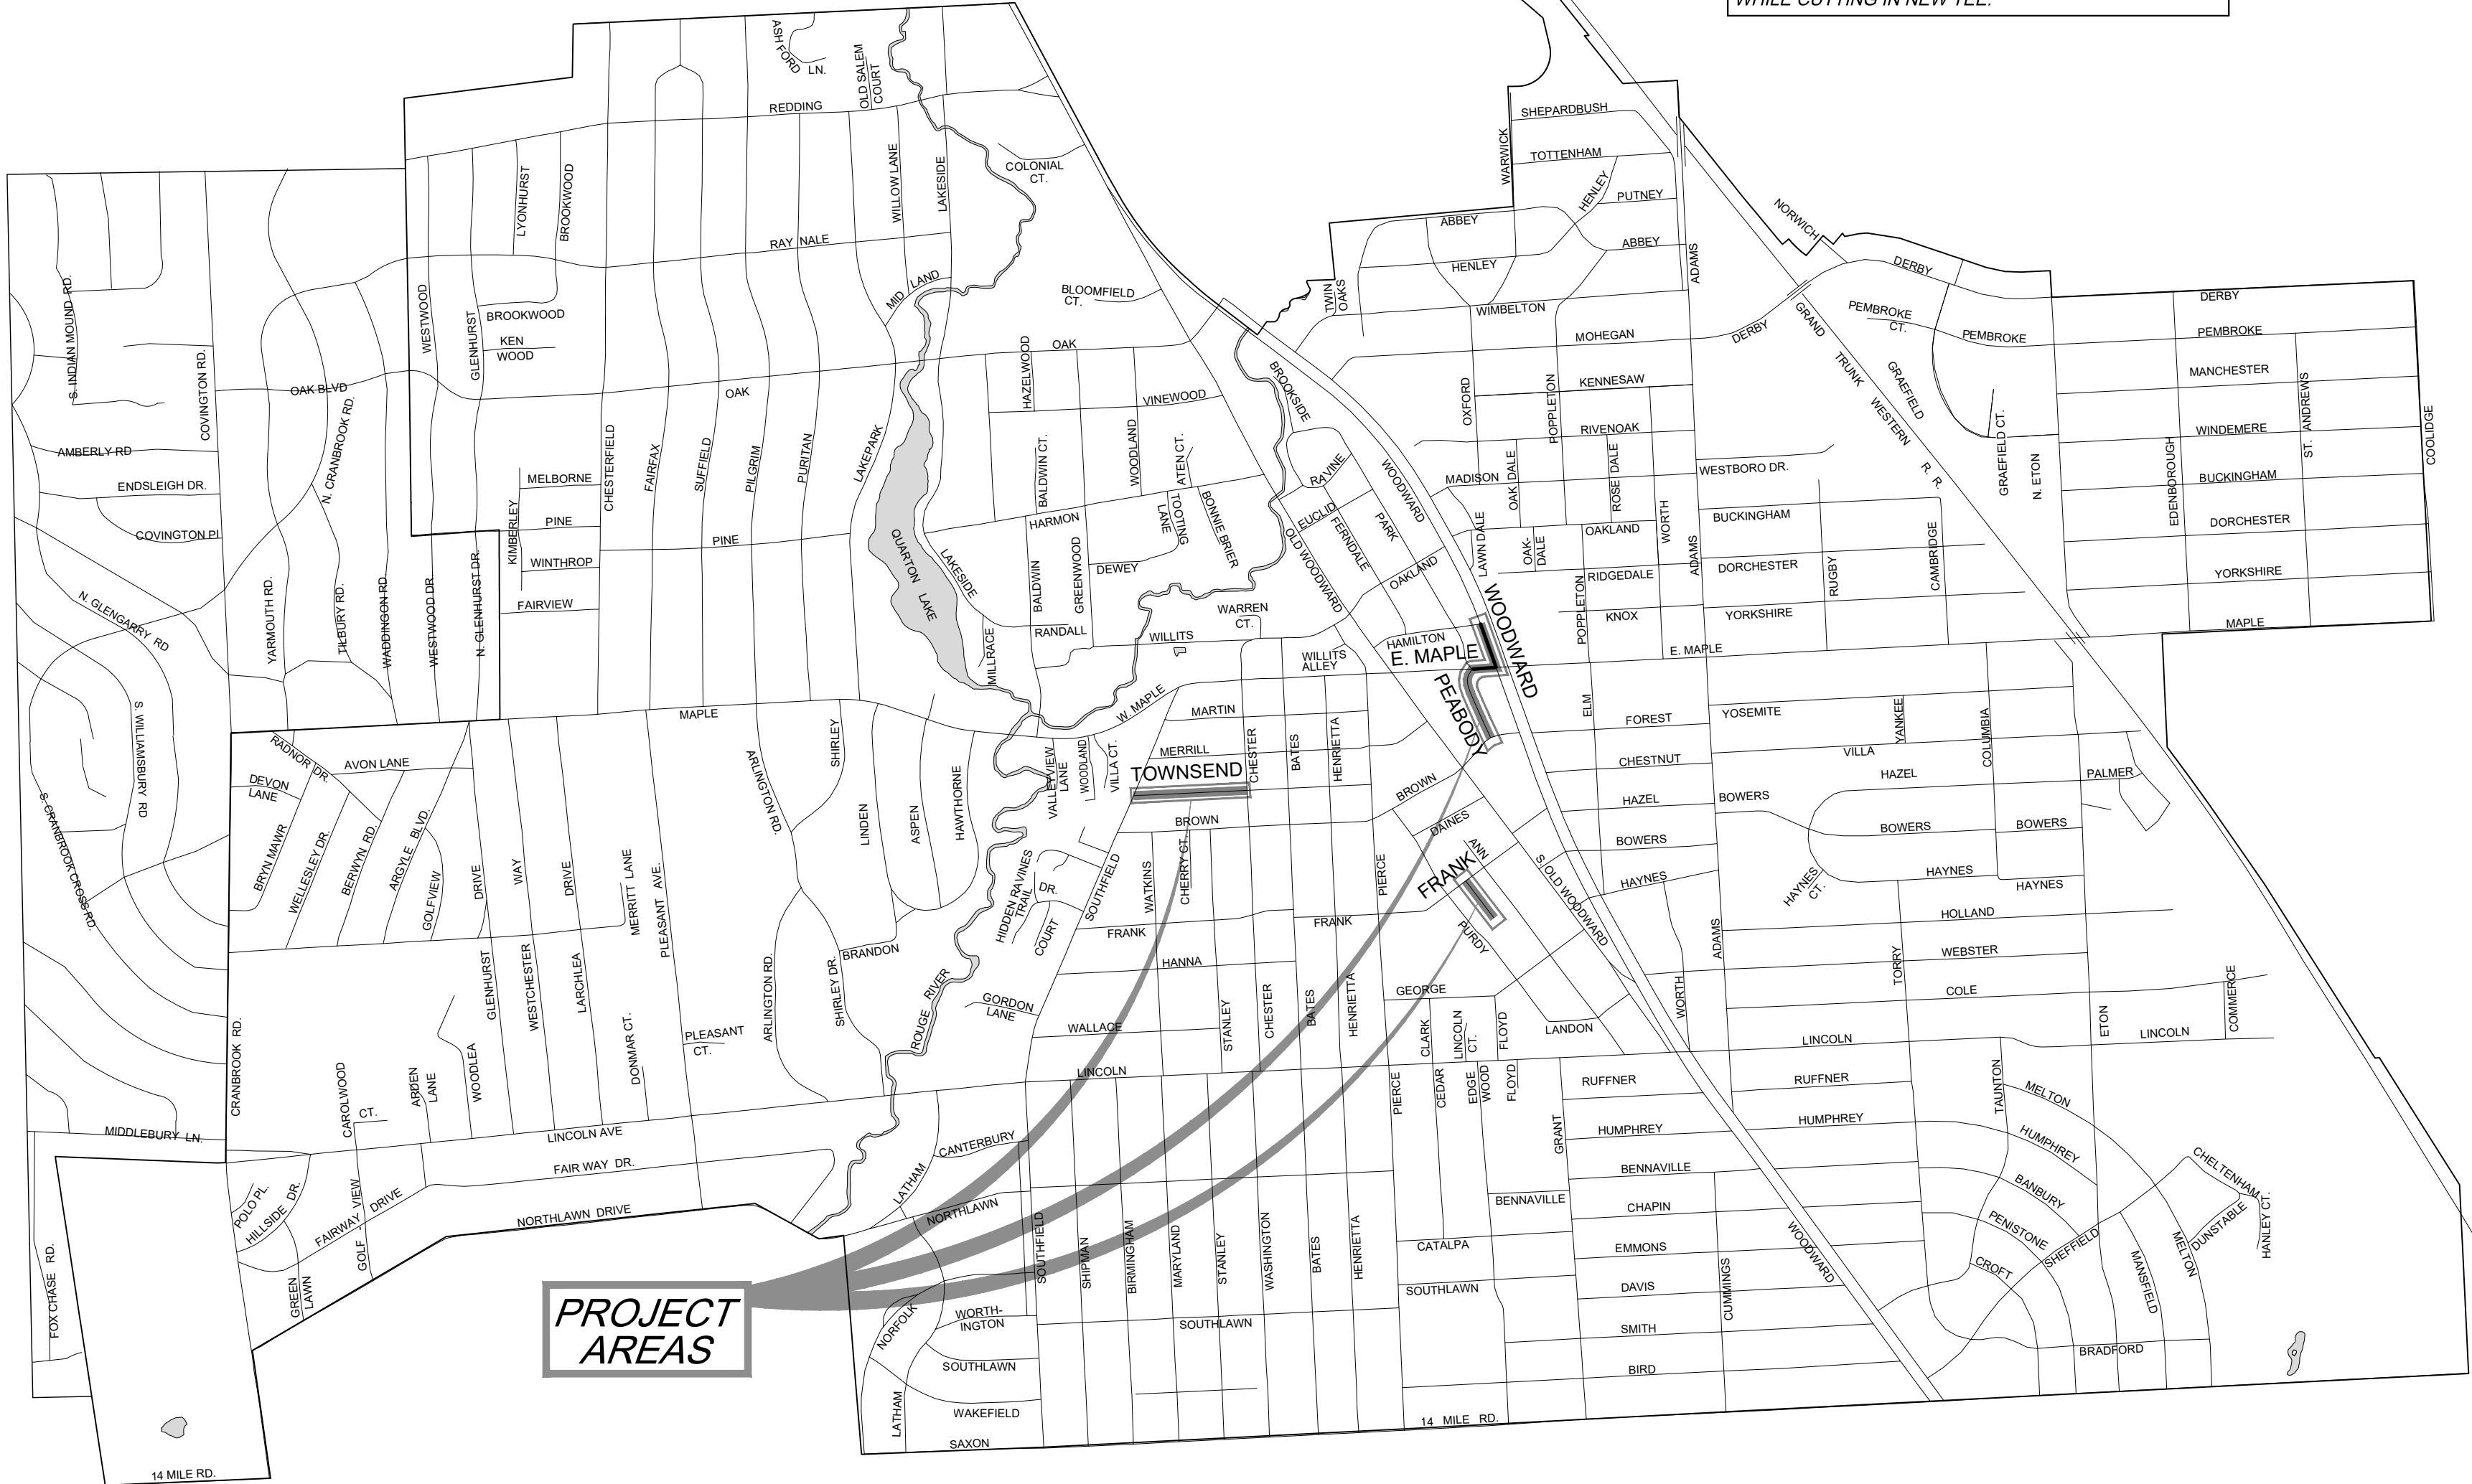 WHILE CUTTING IN NEW TEE.
ASHFORD
LN.
OLD SALEM
COURT
REDDING
COLONIAL
CT.
WILLOW LANE
LAKESIDE
LYONHURST
BROOKWOOD
RAY NALE
MID LAND
BLOOMFIELD
CT.
WESTWOOD
GLENHURST
BROOKWOOD
KEN
WOOD
OAK BLVD
OAK
OAK
HAZELWOOD
VINEWOOD
WOODLAND
S. INDIAN MOUND RD.
COVINGTON RD.
N. CRANBROOK RD.
AMBERLY RD
ENDSLEIGH DR.
COVINGTON PL
CHESTERFIELD
FAIRFAX
SUFFIELD
PILGRIM
PURITAN
LAKEPARK
MELBORNE
KIMBERLEY
PINE
PINE
WINTHROP
FAIRVIEW
QUARTON LAKE
LAKESIDE
BALDWIN CT.
HARMON
BALDWIN
GREENWOOD
DEWEY
TOOTING
LANE
ATEN CT.
BONNIE BRIER
RANDALL
MILLRACE
WILLITS
WARREN
CT.
WILLITS
ALLEY
N. GLENGARRY RD
YARMOUTH RD.
TILBURY RD.
WADDINGTON RD.
WESTWOOD DR.
N. GLENHURST DR.
S. WILLIAMSBURY RD
S. CRANBROOK CROSS RD.
MAPLE
W. MAPLE
WARWICK
SHEPARDBUSH
TOTTENHAM
HENLEY
PUTNEY
ABBEY
ABBEY
HENLEY
ADAMS
TWIN
OAKS
WIMBELTON
MOHEGAN
DERBY
NORWICH
DERBY
DERBY
PEMBROKE
CT.
PEMBROKE
PEMBROKE
GRAND TRUNK WESTERN R. R.
MANCHESTER
ST. ANDREWS
WINDEMERE
COOLIDGE
EDENBOROUGH
BUCKINGHAM
DORCHESTER
YORKSHIRE
MAPLE
GRAEFIELD
GRAEFIELD CT.
N. ETON
BROOKSIDE
OXFORD
POPPLETON
KENNESAW
RIVENOAK
MADISON
OAK DALE
ROSE DALE
WESTBORO DR.
WORTH
BUCKINGHAM
RAVINE
WOODWARD
EUCLID
FERNDALE
PARK
OLD WOODWARD
OAKLAND
LAWN DALE
OAK-
DALE
OAKLAND
RIDGEDALE
ADAMS
DORCHESTER
RUGBY
CAMBRIDGE
POPPLETON
KNOX
YORKSHIRE
HAMILTON
E. MAPLE
WOODWARD
E. MAPLE
PEABODY
ELM
FOREST
YOSEMITE
YANKEE
COLUMBIA
CHESTNUT
VILLA
HAZEL
PALMER
HAZEL
BOWERS
BOWERS
BOWERS
BOWERS
HAYNES
HAYNES
CT.
HAYNES
HAYNES
HOLLAND
ADAMS
WEBSTER
TORRY
COLE
COMMERCE
ETON
LINCOLN
LINCOLN
WORTH
MARTIN
MERRILL
CHESTER
BATES
HENRIETTA
TOWNSEND
BROWN
BROWN
DAINES
ANN
FRANK
PURDY
S. OLD WOODWARD
PIERCE
VALLEYVIEW
LANE
WOODLAND
VILLA CT.
SHIRLEY
ARLINGTON RD.
LINDEN
ASPEN
HAWTHORNE
RADNOR DR.
AVON LANE
DEVON
LANE
BRYN MAWR
WELLESLEY DR.
BERWYN RD.
ARGYLE BLVD.
GOLFVIEW
DRIVE
WAY
DRIVE
MERRITT LANE
PLEASANT AVE.
GLENHURST
WESTCHESTER
LARCHLEA
HIDDEN RAVINES
TRAIL
DR.
COURT
SOUTHFIELD
WATKINS
CHERRY CT.
FRANK
FRANK
HANNA
BRANDON
SHIRLEY DR.
ARLINGTON RD.
ROUGE RIVER
GORDON
LANE
WALLACE
STANLEY
CHESTER
BATES
HENRIETTA
GEORGE
CLARK
LINCOLN
CT.
FLOYD
LANDON
LINCOLN
CRANBROOK RD.
CAROLWOOD
CT.
ARDEN
LANE
WOODLEA
DONMAR CT.
PLEASANT
CT.
MIDDLEBURY LN.
LINCOLN AVE
FAIR WAY DR.
POLO PL.
HILLSIDE DR.
FAIRWAY DRIVE
GOLF VIEW
GREEN
LAWN
NORTHLAWN DRIVE
FOX CHASE RD.
14 MILE RD.
CANTERBURY
LATHAM
NORTHLAWN
SOUTHFIELD
SHIPMAN
BIRMINGHAM
MARYLAND
STANLEY
WASHINGTON
BATES
HENRIETTA
PIERCE
CEDAR
EDGE
WOOD
FLOYD
GRANT
RUFFNER
RUFFNER
HUMPHREY
HUMPHREY
BENNAVILLE
BENNAVILLE
CHAPIN
CATALPA
EMMONS
SOUTHLAWN
DAVIS
CUMMINGS
SMITH
BIRD
WOODWARD
TAUNTON
MELTON
HUMPHREY
BANBURY
PENISTONE
SHEFFIELD
CROFT
CHELTENHAM
DUNSTABLE
HANLEY CT.
MELTON
MANSFIELD
BRADFORD
PROJECT
AREAS
NORFOLK
WORTH-
INGTON
SOUTHLAWN
SOUTHLAWN
LATHAM
WAKEFIELD
SAXON
14 MILE RD.